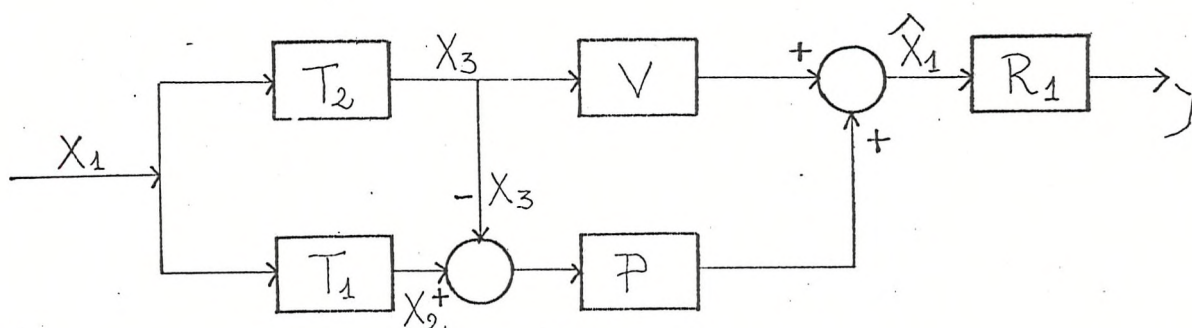 X₁
T₂
X₃
V
+
X̂₁
R₁
y
+
- X₃
T₁
X₂
+
P